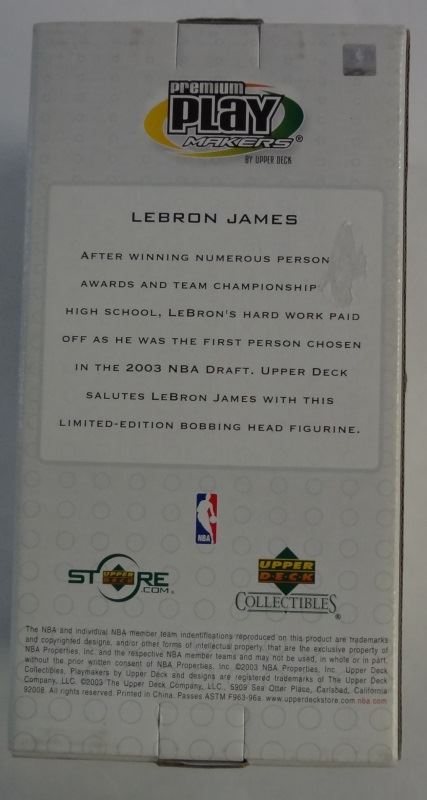 premium
PLAY
MAKERS®
BY UPPER DECK
LEBRON JAMES
AFTER WINNING NUMEROUS PERSON
AWARDS AND TEAM CHAMPIONSHIP
HIGH SCHOOL, LEBRON'S HARD WORK PAID
OFF AS HE WAS THE FIRST PERSON CHOSEN
IN THE 2003 NBA DRAFT. UPPER DECK
SALUTES LEBRON JAMES WITH THIS
LIMITED-EDITION BOBBING HEAD FIGURINE.
NBA
STORE
UPPER DECK
.COM
UPPER
DECK
COLLECTIBLES®
The NBA and individual NBA member team indentifications reproduced on this product are trademarks
and copyrighted designs, and/or other forms of intellectual property, that are the exclusive property of
NBA Properties, Inc. and the respective NBA member teams and may not be used, in whole or in part,
without the prior written consent of NBA Properties, Inc. ©2003 NBA Properties, Inc. Upper Deck
Collectibles, Playmakers by Upper Deck and designs are registered trademarks of The Upper Deck
Company, LLC. ©2003 The Upper Deck Company, LLC., 5909 Sea Otter Place, Carlsbad, California
92008. All rights reserved. Printed in China. Passes ASTM F963-96a. www.upperdeckstore.com nba.com